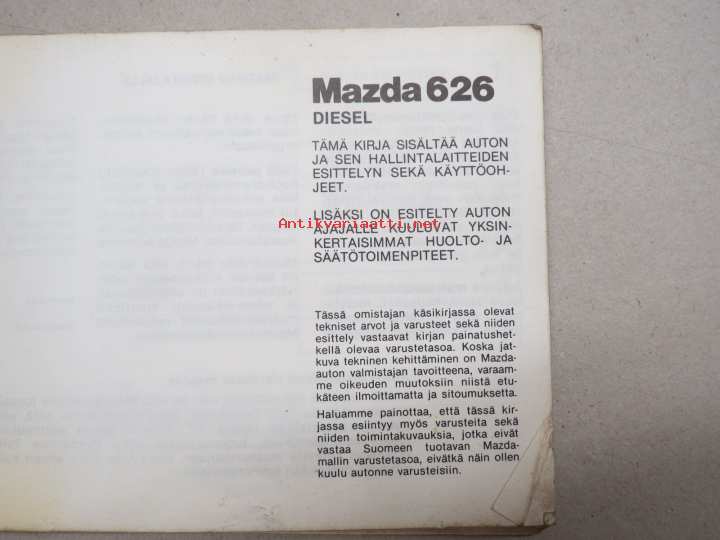 Mazda 626
DIESEL
TÄMÄ KIRJA SISÄLTÄÄ AUTON
JA SEN HALLINTALAITTEIDEN
ESITTELYN SEKÄ KÄYTTÖOH-
JEET.
LISÄKSI ON ESITELTY AUTON
Antikvariaatti.net
AJAJALLE KUULUVAT YKSIN-
KERTAISIMMAT HUOLTO- JA
SÄÄTÖTOIMENPITEET.
Tässä omistajan käsikirjassa olevat
tekniset arvot ja varusteet sekä niiden
esittely vastaavat kirjan painatushet-
kellä olevaa varustetasoa. Koska jat-
kuva tekninen kehittäminen on Mazda-
auton valmistajan tavoitteena, varaam-
me oikeuden muutoksiin niistä etu-
käteen ilmoittamatta ja sitoumuksetta.
Haluamme painottaa, että tässä kir-
jassa esiintyy myös varusteita sekä
niiden toimintakuvauksia, jotka eivät
vastaa Suomeen tuotavan Mazda-
mallin varustetasoa, eivätkä näin ollen
kuulu autonne varusteisiin.